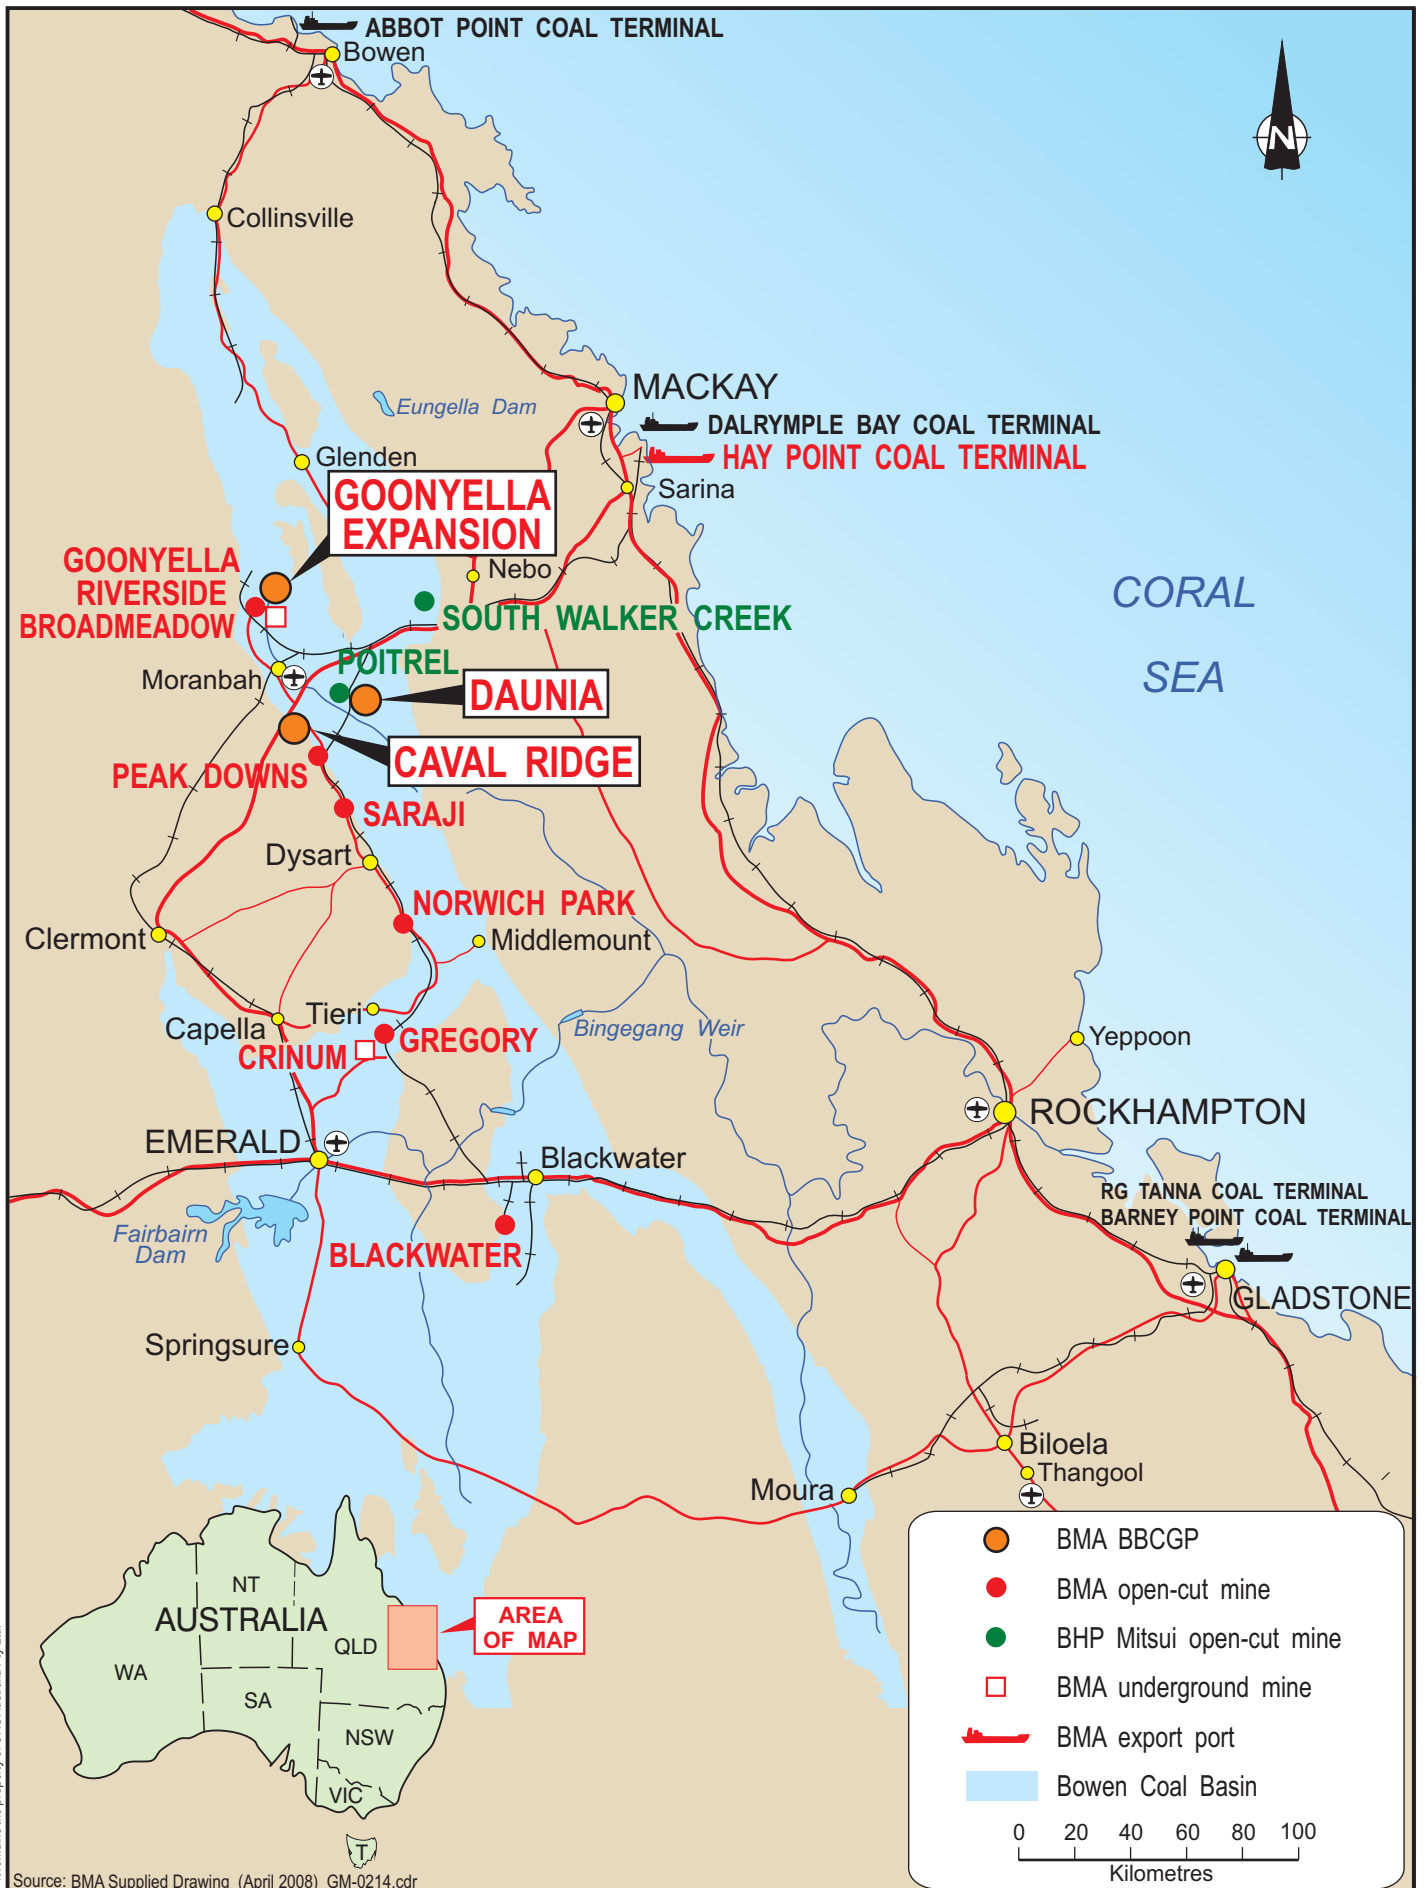 ABBOT POINT COAL TERMINAL
Bowen
N
Collinsville
MACKAY
Eungella Dam
DALRYMPLE BAY COAL TERMINAL
HAY POINT COAL TERMINAL
Glenden
Sarina
GOONYELLA
EXPANSION
GOONYELLA
RIVERSIDE
BROADMEADOW
Nebo
CORAL
SEA
SOUTH WALKER CREEK
POITREL
Moranbah
DAUNIA
CAVAL RIDGE
PEAK DOWNS
SARAJI
Dysart
NORWICH PARK
Clermont
Middlemount
Tieri
Capella
Bingegang Weir
GREGORY
CRINUM
Yeppoon
ROCKHAMPTON
EMERALD
Blackwater
RG TANNA COAL TERMINAL
BARNEY POINT COAL TERMINAL
Fairbairn
Dam
BLACKWATER
GLADSTONE
Springsure
Biloela
Thangool
Moura
NT
AUSTRALIA
QLD
WA
SA
NSW
VIC
T
AREA
OF MAP
BMA BBCGP
BMA open-cut mine
BHP Mitsui open-cut mine
BMA underground mine
BMA export port
Bowen Coal Basin
0 20 40 60 80 100
Kilometres
Source: BMA Supplied Drawing (April 2008) GM-0214.cdr